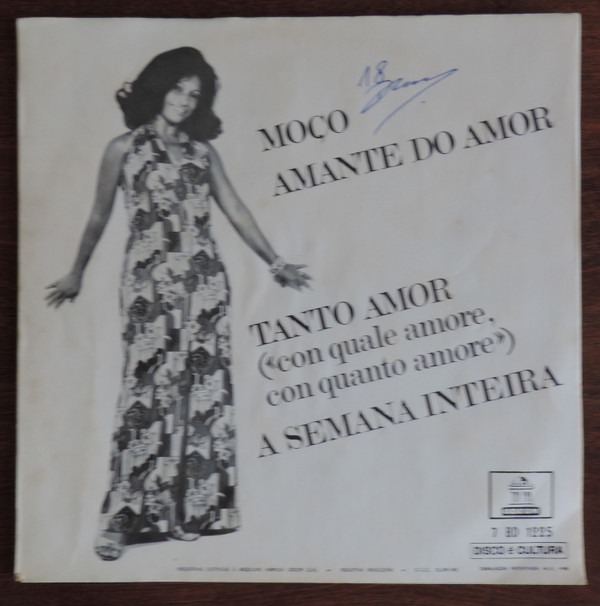 18
MOÇO
AMANTE DO AMOR
TANTO AMOR
(«con quale amore,
con quanto amore»)
A SEMANA INTEIRA
7 BD 1225
DISCO é CULTURA